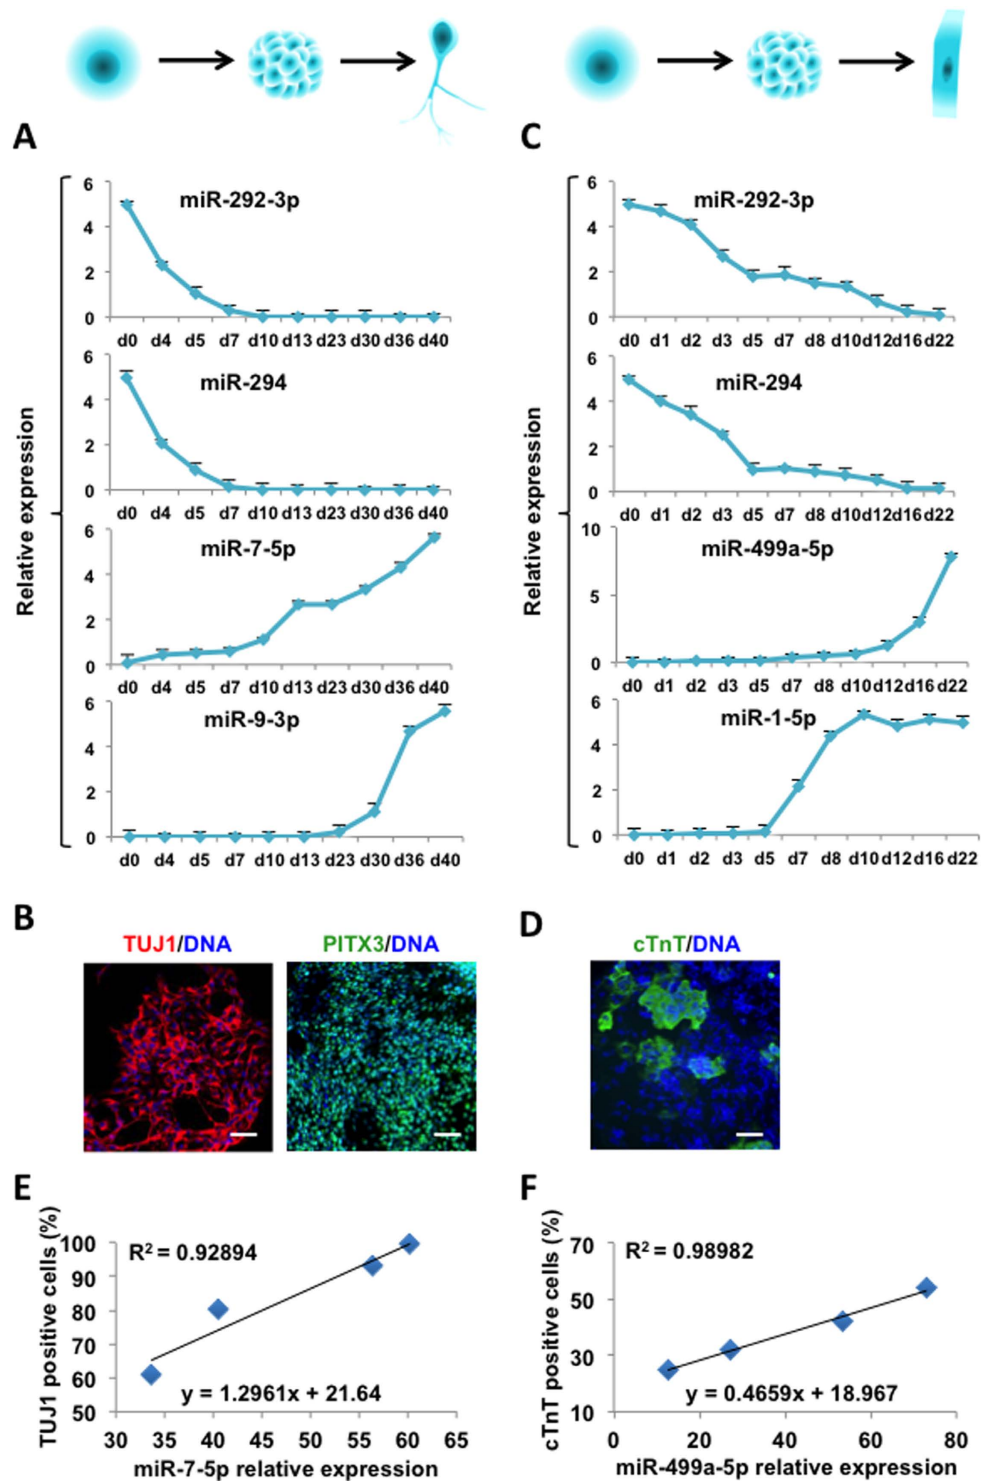 A
Relative expression
miR-292-3p
6
4
2
0
d0 d4 d5 d7 d10 d13 d23 d30 d36 d40
miR-294
6
4
2
0
d0 d4 d5 d7 d10 d13 d23 d30 d36 d40
miR-7-5p
6
4
2
0
d0 d4 d5 d7 d10 d13 d23 d30 d36 d40
miR-9-3p
6
4
2
0
d0 d4 d5 d7 d10 d13 d23 d30 d36 d40
C
Relative expression
miR-292-3p
6
4
2
0
d0 d1 d2 d3 d5 d7 d8 d10 d12 d16 d22
miR-294
6
4
2
0
d0 d1 d2 d3 d5 d7 d8 d10 d12 d16 d22
miR-499a-5p
10
5
0
d0 d1 d2 d3 d5 d7 d8 d10 d12 d16 d22
miR-1-5p
6
4
2
0
d0 d1 d2 d3 d5 d7 d8 d10 d12 d16 d22
B
TUJ1/DNA
PITX3/DNA
D
cTnT/DNA
E
TUJ1 positive cells (%)
100
90
80
70
60
50
R² = 0.92894
y = 1.2961x + 21.64
30 35 40 45 50 55 60 65
miR-7-5p relative expression
F
cTnT positive cells (%)
70
50
30
10
R² = 0.98982
y = 0.4659x + 18.967
0 20 40 60 80
miR-499a-5p relative expression